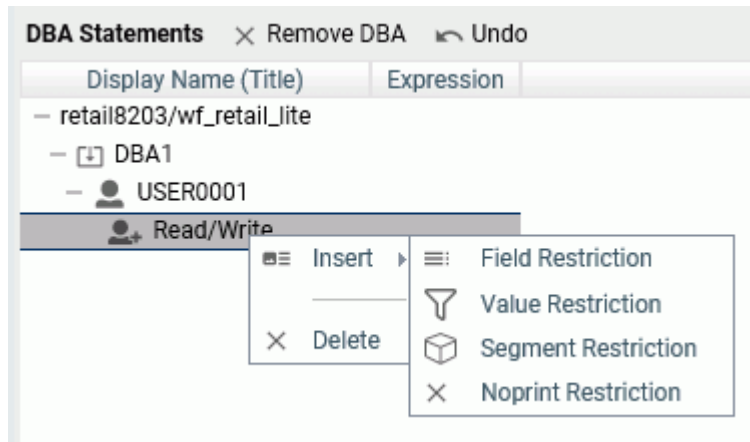 DBA Statements Remove DBA Undo
Display Name (Title) Expression
retail8203/wf_retail_lite
DBA1
USER0001
Read/Write
Insert Field Restriction
Value Restriction
Delete Segment Restriction
Noprint Restriction